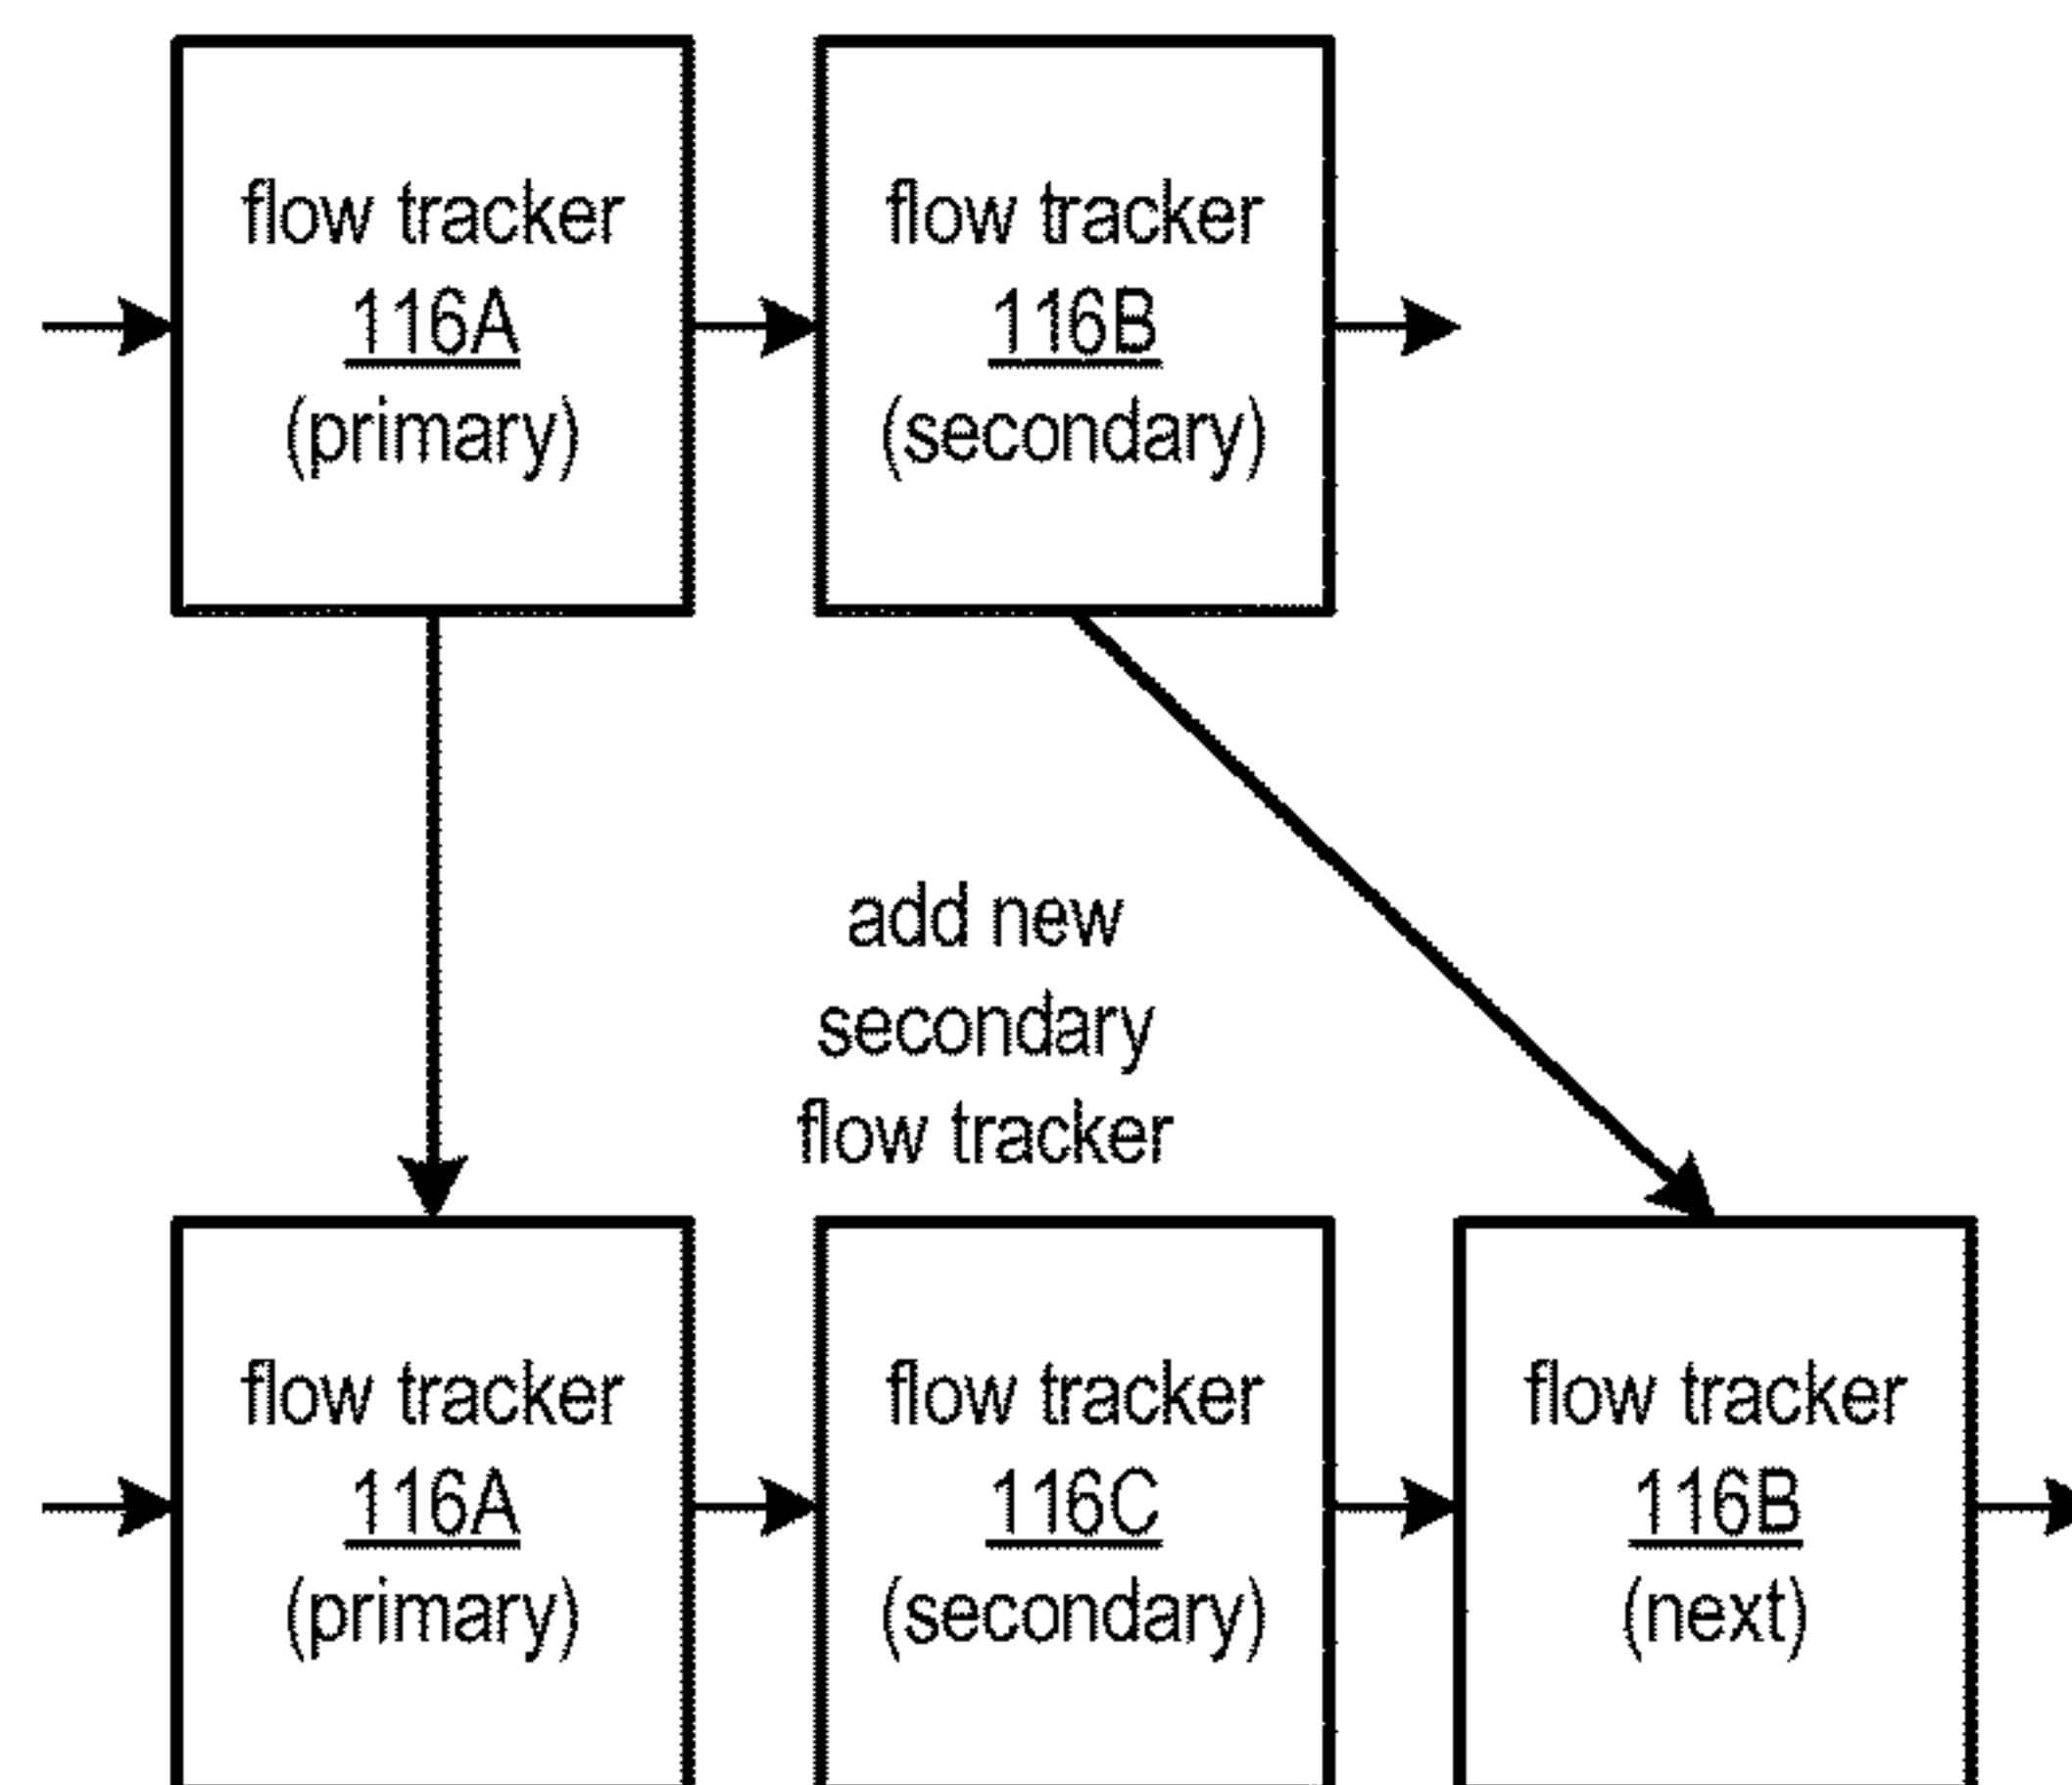 flow tracker
116A
(primary)
flow tracker
116B
(secondary)
add new
secondary
flow tracker
flow tracker
116A
(primary)
flow tracker
116C
(secondary)
flow tracker
116B
(next)